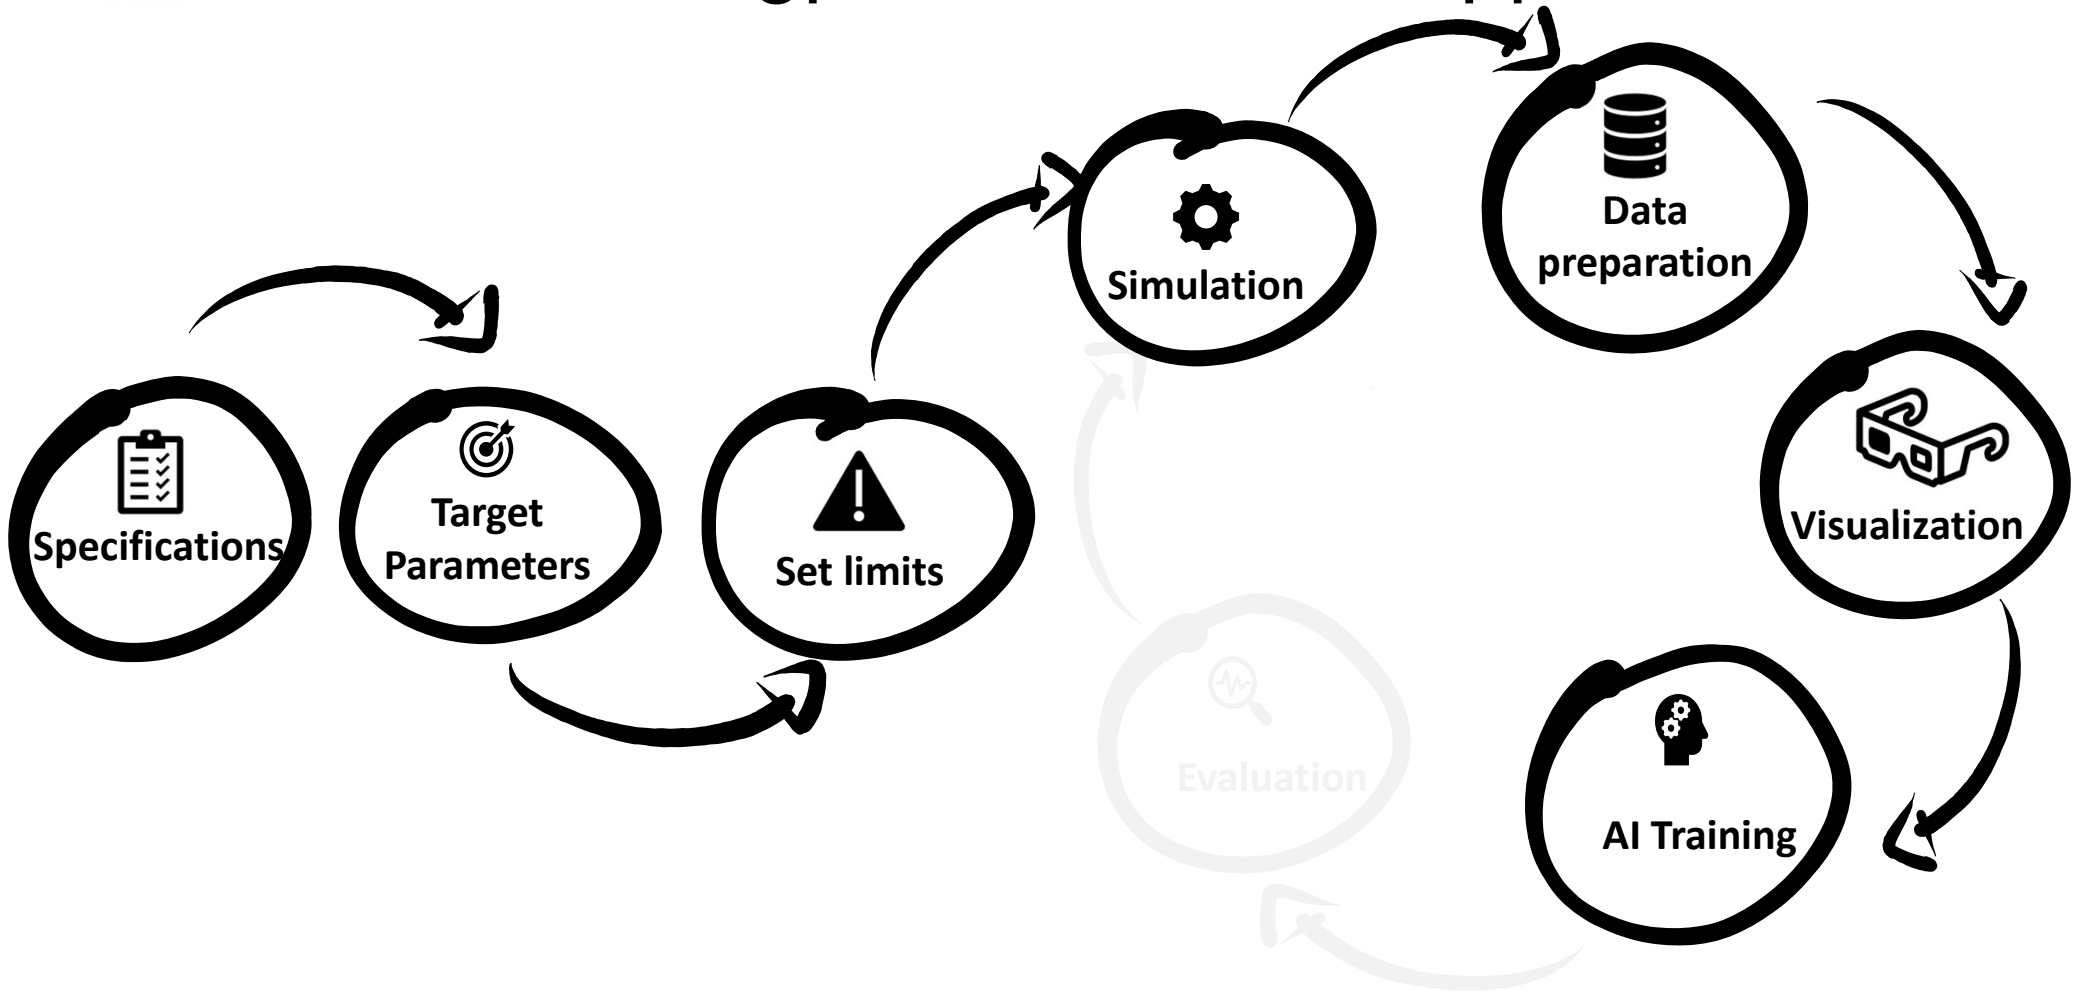 Specifications
Target
Parameters
Set limits
Simulation
Data
preparation
Visualization
AI Training
Evaluation